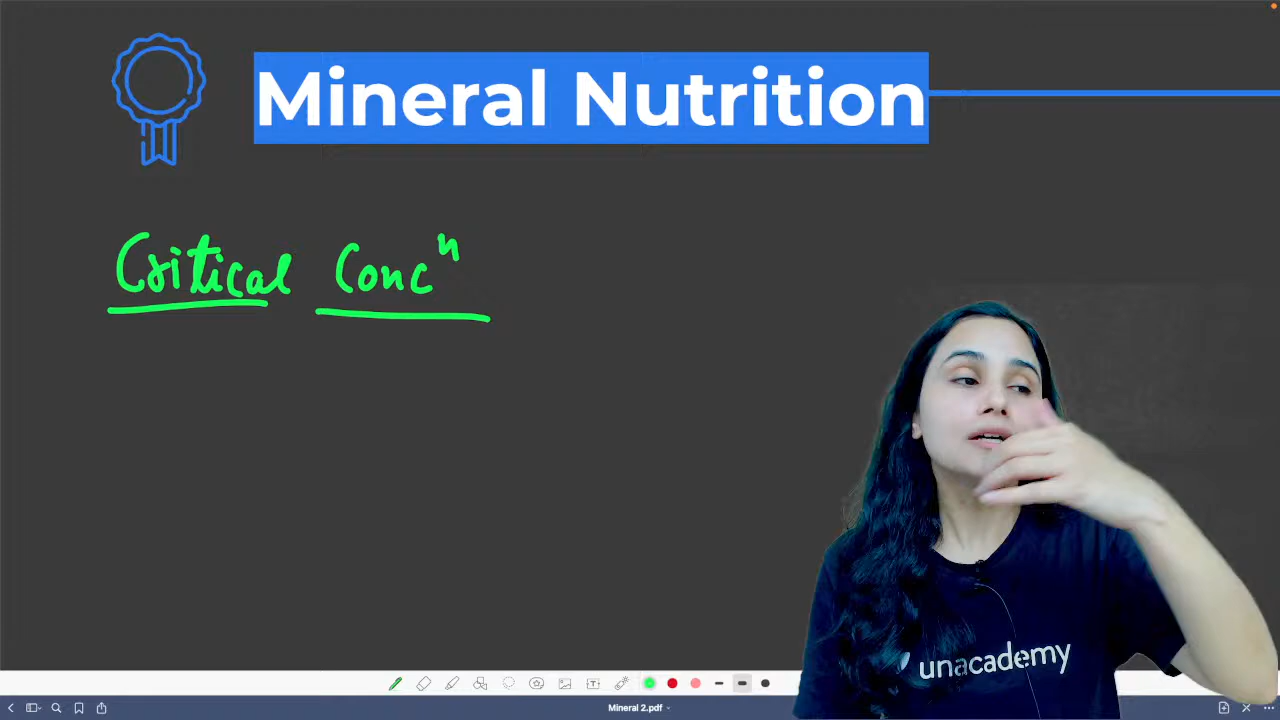 Mineral Nutrition
Critical Concⁿ
unacademy
Mineral 2.pdf